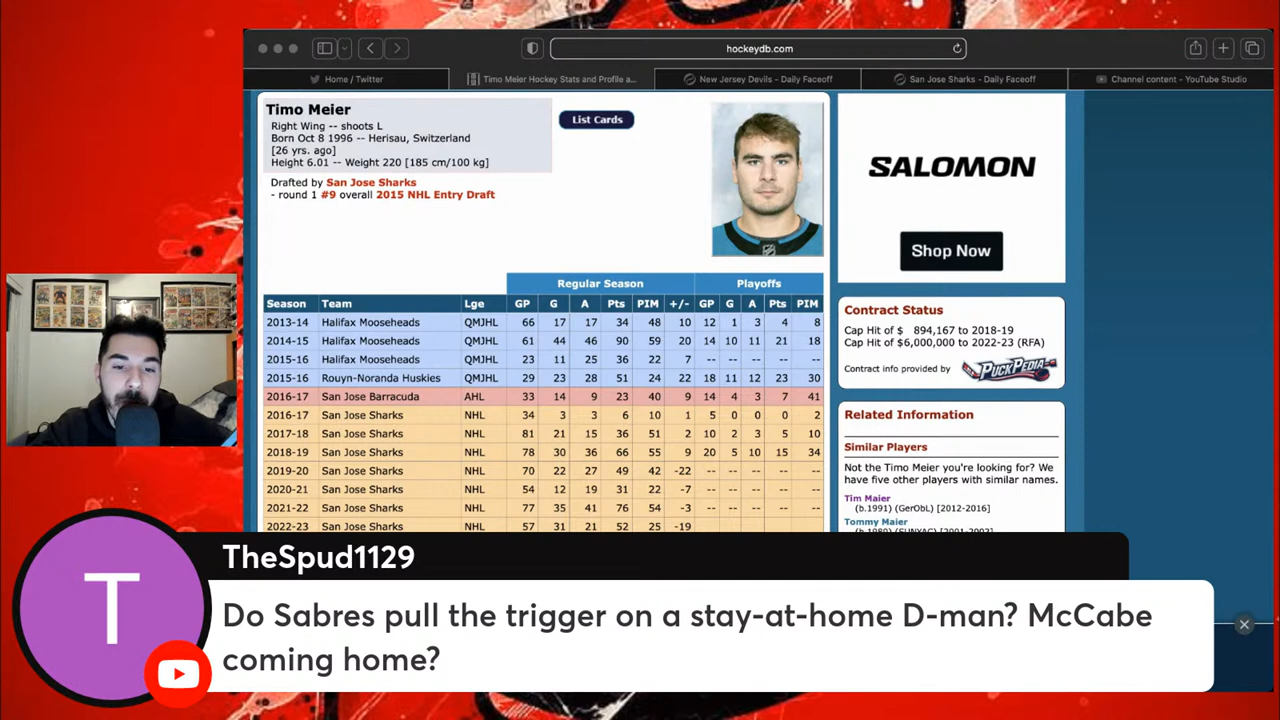 hockeydb.com
Home / Twitter
Timo Meier Hockey Stats and Profile a...
New Jersey Devils - Daily Faceoff
San Jose Sharks - Daily Faceoff
Channel content - YouTube Studio
Timo Meier
Right Wing -- shoots L
Born Oct 8 1996 -- Herisau, Switzerland
[26 yrs. ago]
Height 6.01 -- Weight 220 [185 cm/100 kg]
Drafted by San Jose Sharks
- round 1 #9 overall 2015 NHL Entry Draft
List Cards
SALOMON
Shop Now
Regular Season Playoffs
Season Team Lge GP G A Pts PIM +/- GP G A Pts PIM
2013-14 Halifax Mooseheads QMJHL 66 17 17 34 48 10 12 1 3 4 8
2014-15 Halifax Mooseheads QMJHL 61 44 46 90 59 20 14 10 11 21 18
2015-16 Halifax Mooseheads QMJHL 23 11 25 36 22 7 -- -- -- -- --
2015-16 Rouyn-Noranda Huskies QMJHL 29 23 28 51 24 22 18 11 12 23 30
2016-17 San Jose Barracuda AHL 33 14 9 23 40 9 14 4 3 7 41
2016-17 San Jose Sharks NHL 34 3 3 6 10 1 5 0 0 0 2
2017-18 San Jose Sharks NHL 81 21 15 36 51 2 10 2 3 5 10
2018-19 San Jose Sharks NHL 78 30 36 66 55 9 20 5 10 15 34
2019-20 San Jose Sharks NHL 70 22 27 49 42 -22 -- -- -- -- --
2020-21 San Jose Sharks NHL 54 12 19 31 22 -7 -- -- -- -- --
2021-22 San Jose Sharks NHL 77 35 41 76 54 -3 -- -- -- -- --
2022-23 San Jose Sharks NHL 57 31 21 52 25 -19
Contract Status
Cap Hit of $ 894,167 to 2018-19
Cap Hit of $6,000,000 to 2022-23 (RFA)
Contract info provided by PUCKPEDIA
Related Information
Similar Players
Not the Timo Meier you're looking for? We
have five other players with similar names.
Tim Maier
(b.1991) (GerObL) [2012-2016]
Tommy Maier
T
TheSpud1129
Do Sabres pull the trigger on a stay-at-home D-man? McCabe
coming home?